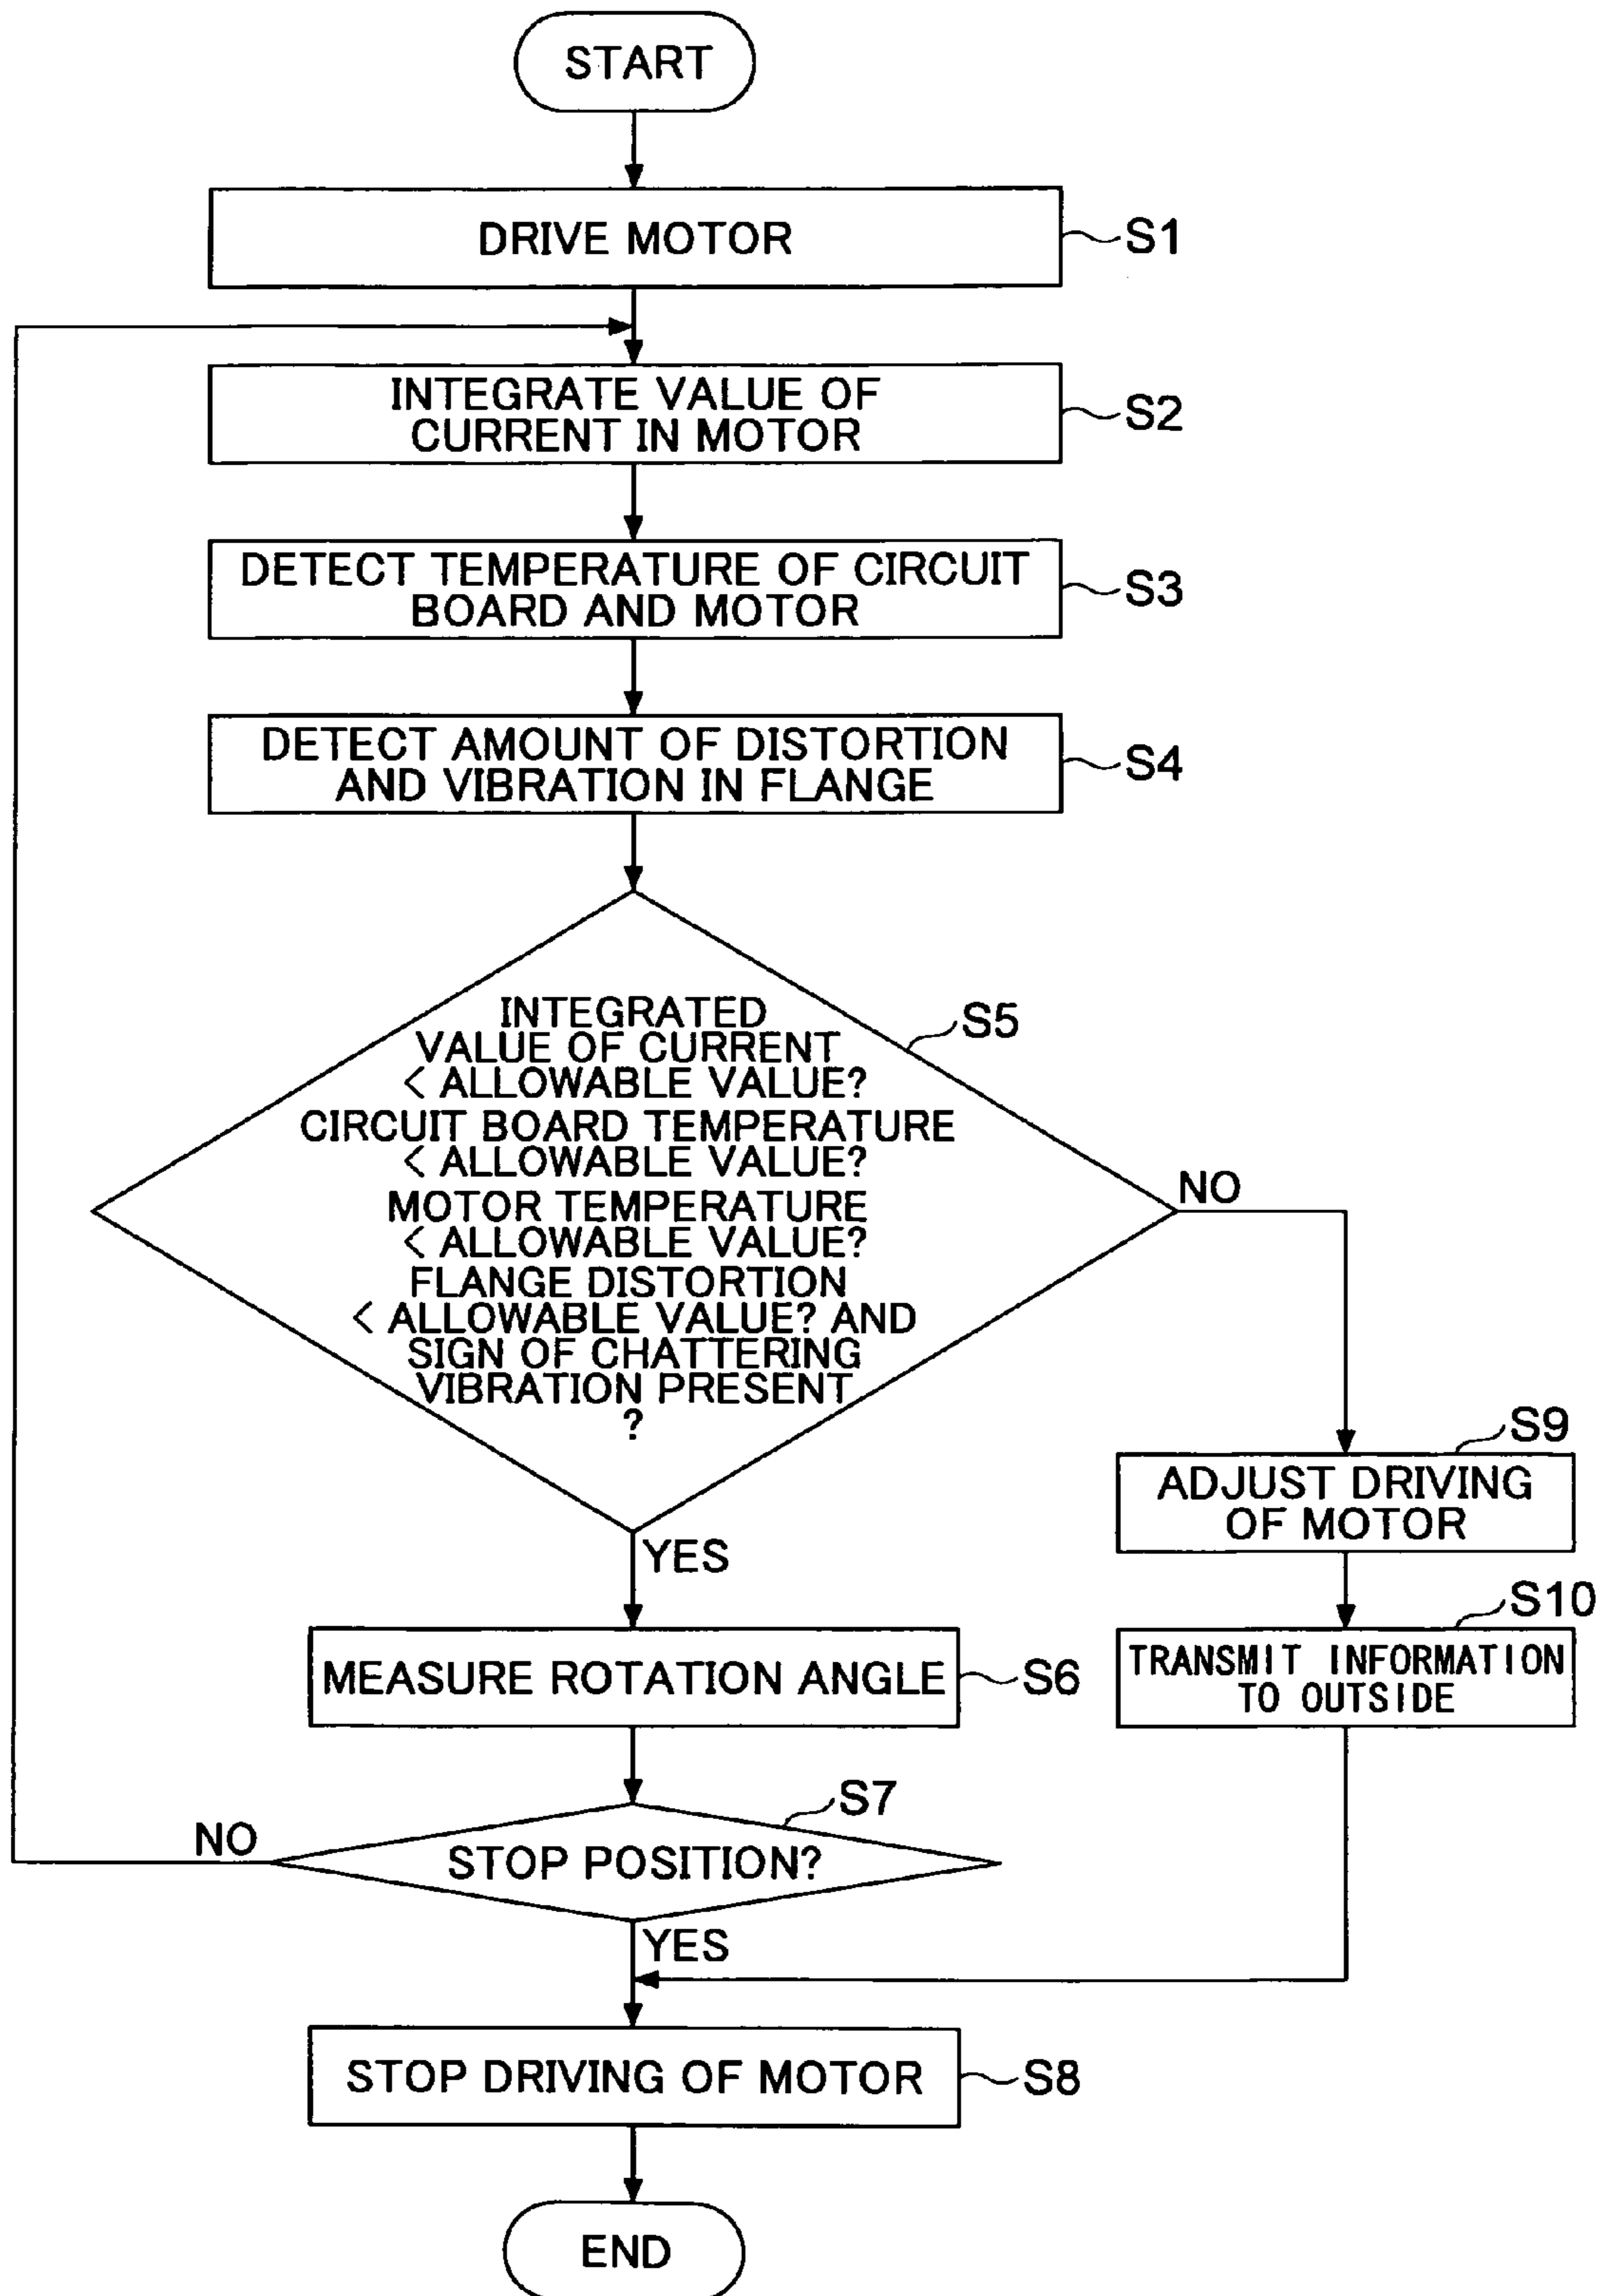 START
DRIVE MOTOR
S1
INTEGRATE VALUE OF
CURRENT IN MOTOR
S2
DETECT TEMPERATURE OF CIRCUIT
BOARD AND MOTOR
S3
DETECT AMOUNT OF DISTORTION
AND VIBRATION IN FLANGE
S4
INTEGRATED
VALUE OF CURRENT
< ALLOWABLE VALUE?
CIRCUIT BOARD TEMPERATURE
< ALLOWABLE VALUE?
MOTOR TEMPERATURE
< ALLOWABLE VALUE?
FLANGE DISTORTION
< ALLOWABLE VALUE? AND
SIGN OF CHATTERING
VIBRATION PRESENT
?
S5
NO
YES
S9
ADJUST DRIVING
OF MOTOR
S10
TRANSMIT INFORMATION
TO OUTSIDE
MEASURE ROTATION ANGLE
S6
S7
STOP POSITION?
NO
YES
STOP DRIVING OF MOTOR
S8
END